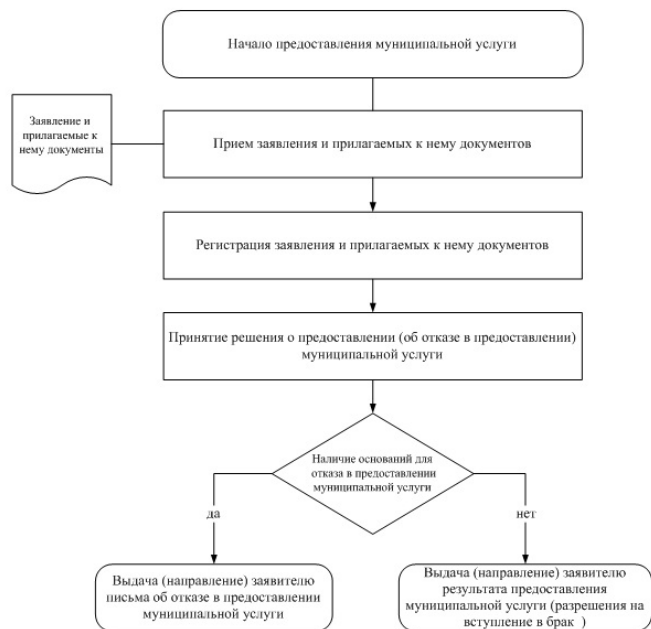 Начало предоставления муниципальной услуги
Заявление и
прилагаемые к
нему документы
Прием заявления и прилагаемых к нему документов
Регистрация заявления и прилагаемых к нему документов
Принятие решения о предоставлении (об отказе в предоставлении)
муниципальной услуги
Наличие оснований для
отказа в предоставлении
муниципальной услуги
да
нет
Выдача (направление) заявителю
письма об отказе в предоставлении
муниципальной услуги
Выдача (направление) заявителю
результата предоставления
муниципальной услуги (разрешения на
вступление в брак )